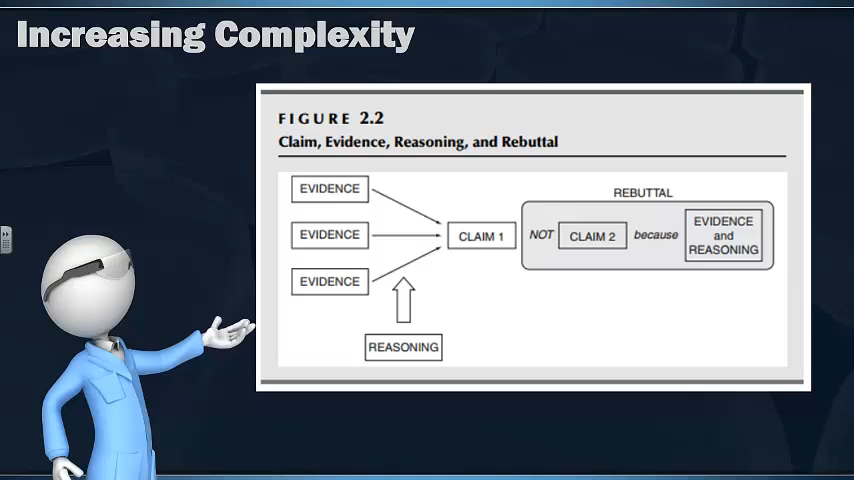 Increasing Complexity
FIGURE 2.2
Claim, Evidence, Reasoning, and Rebuttal
EVIDENCE
EVIDENCE
EVIDENCE
REASONING
CLAIM 1
REBUTTAL
NOT
CLAIM 2
because
EVIDENCE
and
REASONING